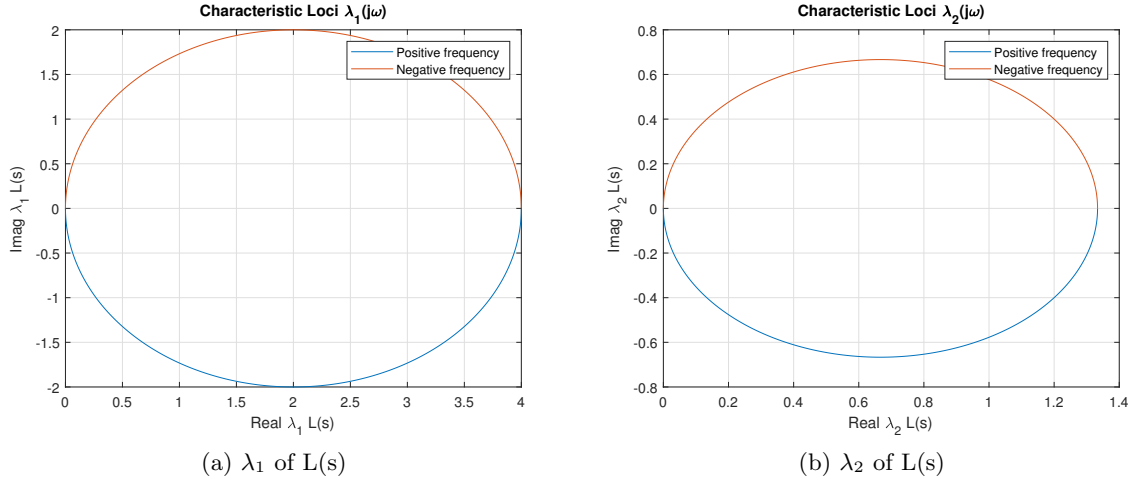 Characteristic Loci λ1(jω)
Positive frequency
Negative frequency
Imag λ1 L(s)
2
1.5
1
0.5
0
-0.5
-1
-1.5
-2
0 0.5 1 1.5 2 2.5 3 3.5 4
Real λ1 L(s)
(a) λ1 of L(s)
Characteristic Loci λ2(jω)
Positive frequency
Negative frequency
Imag λ2 L(s)
0.8
0.6
0.4
0.2
0
-0.2
-0.4
-0.6
-0.8
0 0.2 0.4 0.6 0.8 1 1.2 1.4
Real λ2 L(s)
(b) λ2 of L(s)